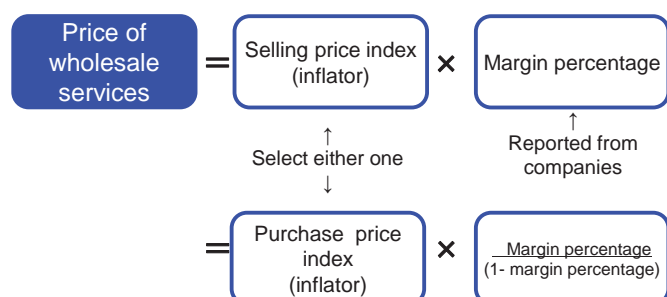 Price of
wholesale
services
=
Selling price index
(inflator)
×
Margin percentage
↑
Select either one
↓
↑
Reported from
companies
=
Purchase price
index
(inflator)
×
Margin percentage
(1- margin percentage)